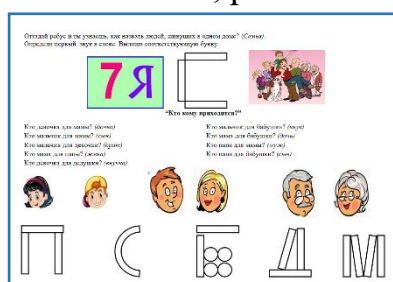 Отгадай ребус и ты узнаешь, как назвать людей, живущих в одном доме? (Семья).
Определи первый звук в слове. Выложи соответствующую букву.
7Я С
"Кто кому приходится?"
Кто девочка для мамы? (дочка)
Кто мальчик для мамы? (сын)
Кто мальчик для девочки? (брат)
Кто мама для папы? (жена)
Кто девочка для дедушки? (внучка)
Кто мальчик для бабушки? (внук)
Кто мама для бабушки? (дочь)
Кто папа для мамы? (муж)
Кто папа для бабушки? (сын)
П С Б Д М